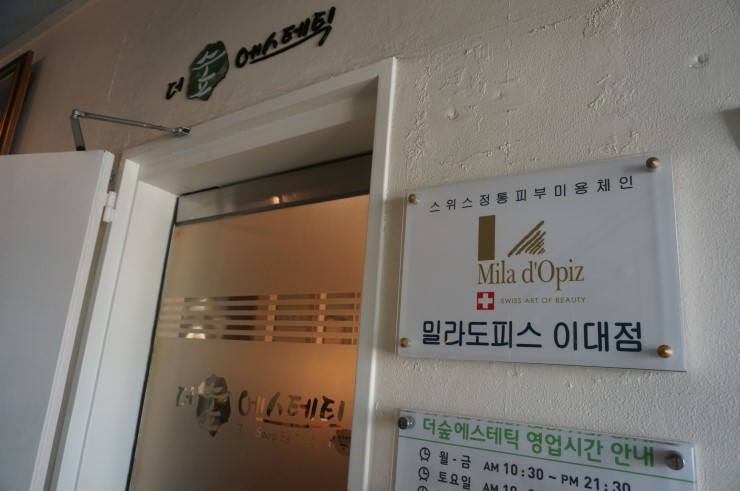 더 숲 에스테틱
스위스정통피부미용체인
Mila d'Opiz
SWISS ART OF BEAUTY
밀라도피스 이대점
더 숲 에스테틱
더숲에스테틱 영업시간 안내
월-금 AM 10:30 ~ PM 21:30
토요일 AM 10